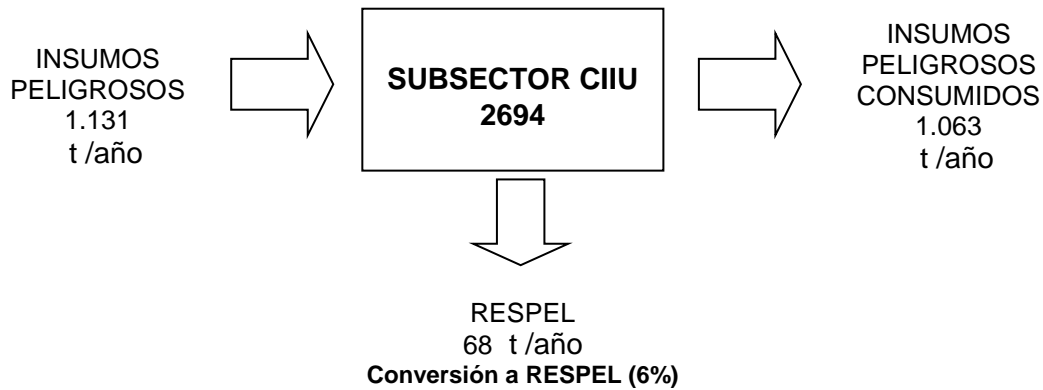 INSUMOS
PELIGROSOS
1.131
t /año
SUBSECTOR CIIU
2694
INSUMOS
PELIGROSOS
CONSUMIDOS
1.063
t /año
RESPEL
68 t /año
Conversión a RESPEL (6%)